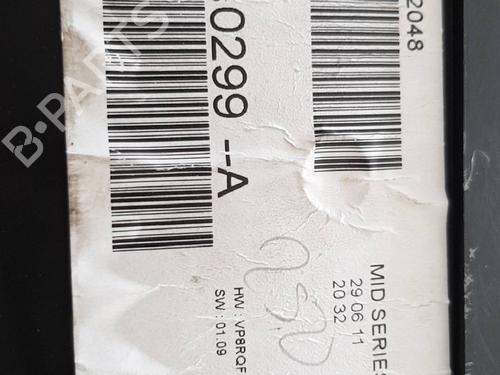 2048
0299 --A
MID SERIES
29 06 11
20 32
HW : VP8RQF
SW : 01.09
B-PARTS